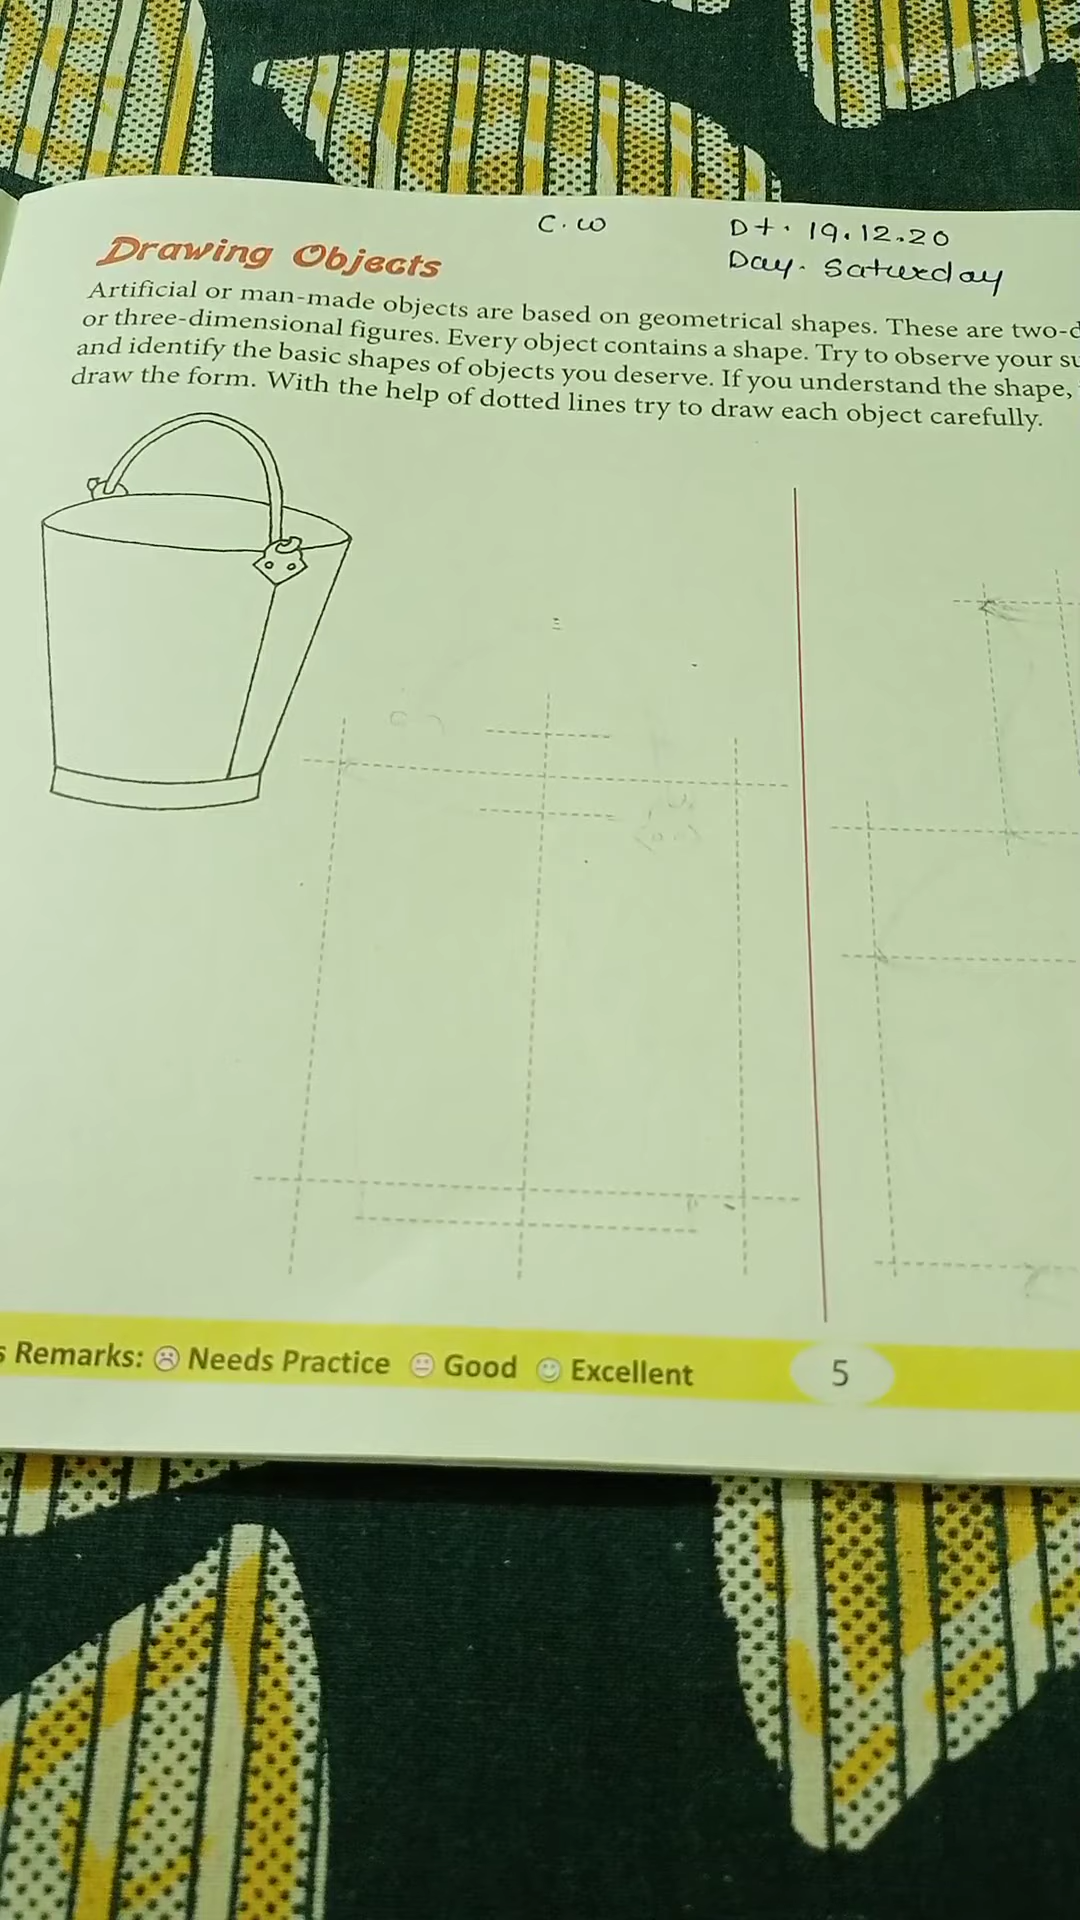 C.W
Dt. 19.12.20
Day. Saturday
Drawing Objects
Artificial or man-made objects are based on geometrical shapes. These are
or three-dimensional figures. Every object contains a shape. Try to observe your
and identify the basic shapes of objects you deserve. If you understand the shape,
draw the form. With the help of dotted lines try to draw each object carefully.
Remarks: Needs Practice Good Excellent
5